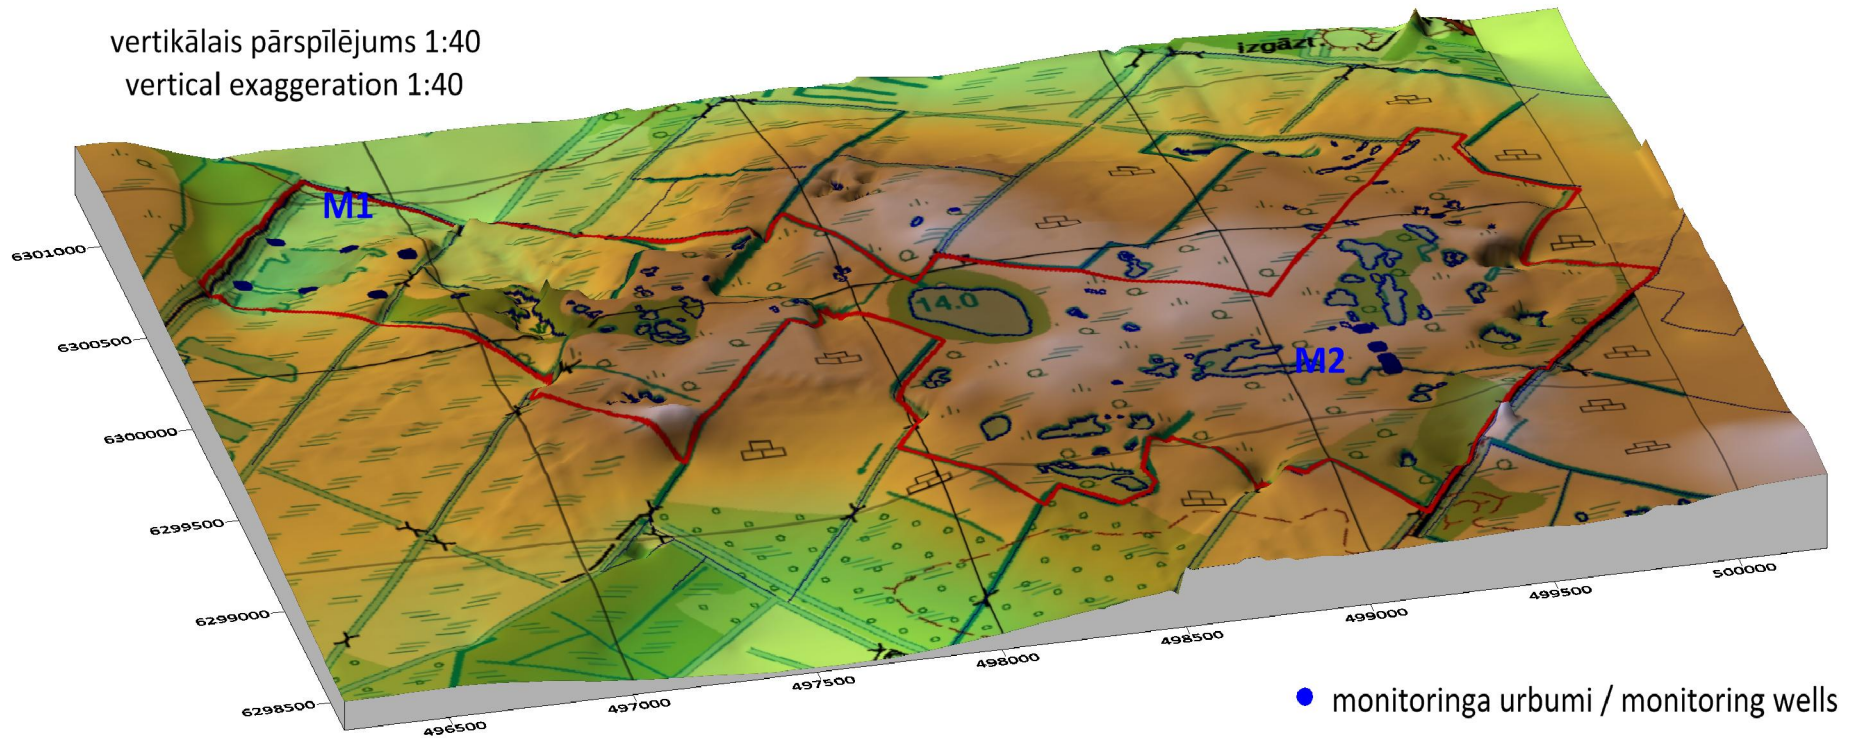 vertikālais pārspīlējums 1:40
vertical exaggeration 1:40
izgāzt.
M1
6301000
14.0
6300500
M2
6300000
6299500
6299000
6298500
496500
497000
497500
498000
498500
499000
499500
500000
monitoringa urbumi / monitoring wells